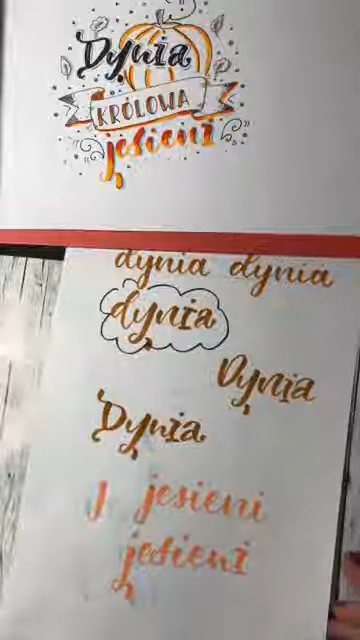 Dynia
KRÓLOWA
jesieni
dynia dynia
dynia
Dynia
Dynia
j jesieni
jesieni